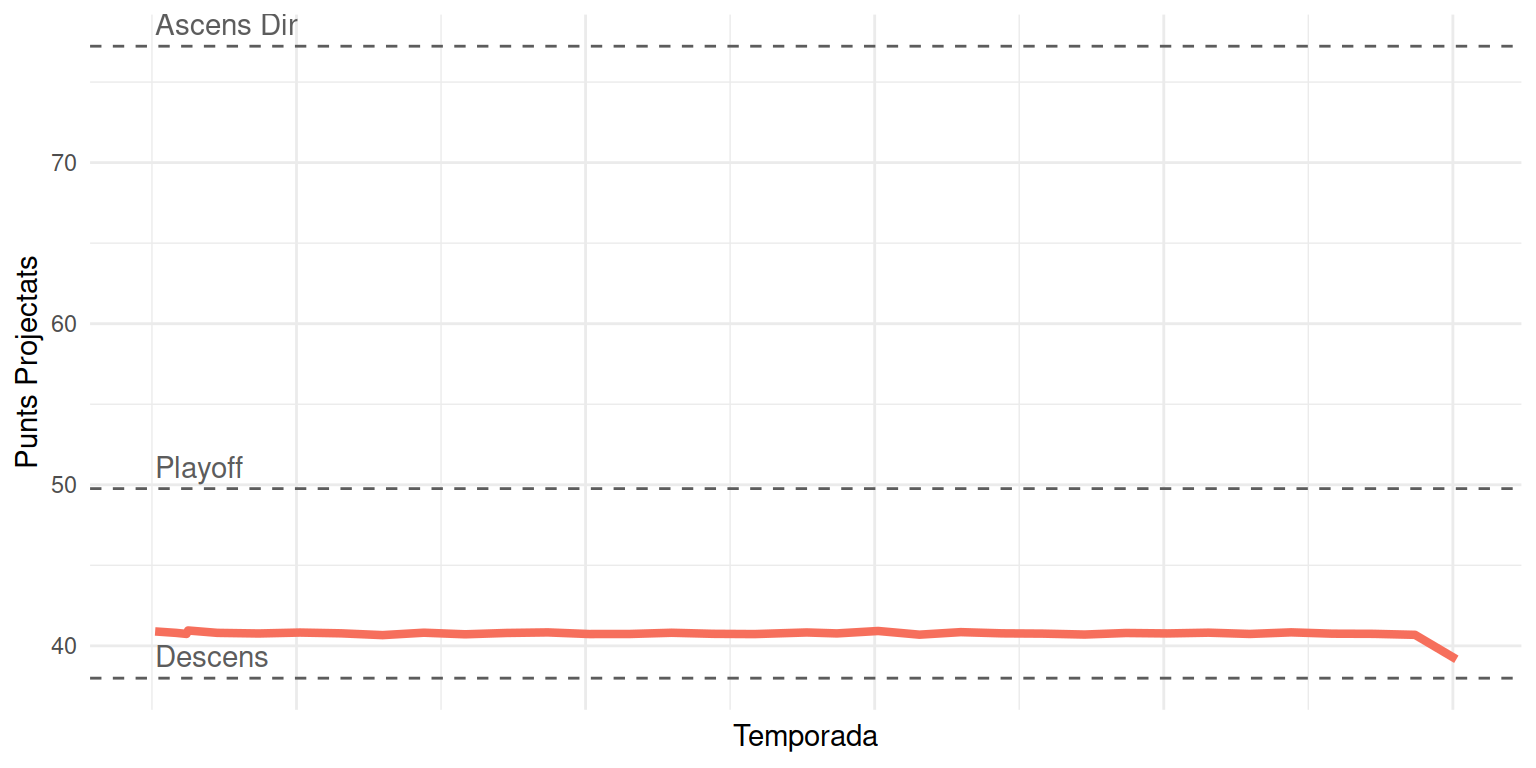 Ascens Dir
70
60
Playoff
50
40
Descens
Punts Projectats
Temporada